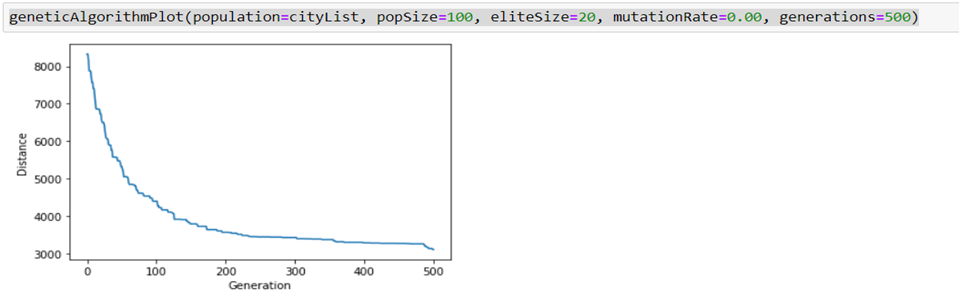 geneticAlgorithmPlot(population=cityList, popSize=100, eliteSize=20, mutationRate=0.00, generations=500)
8000
7000
6000
5000
4000
3000
Distance
0 100 200 300 400 500
Generation